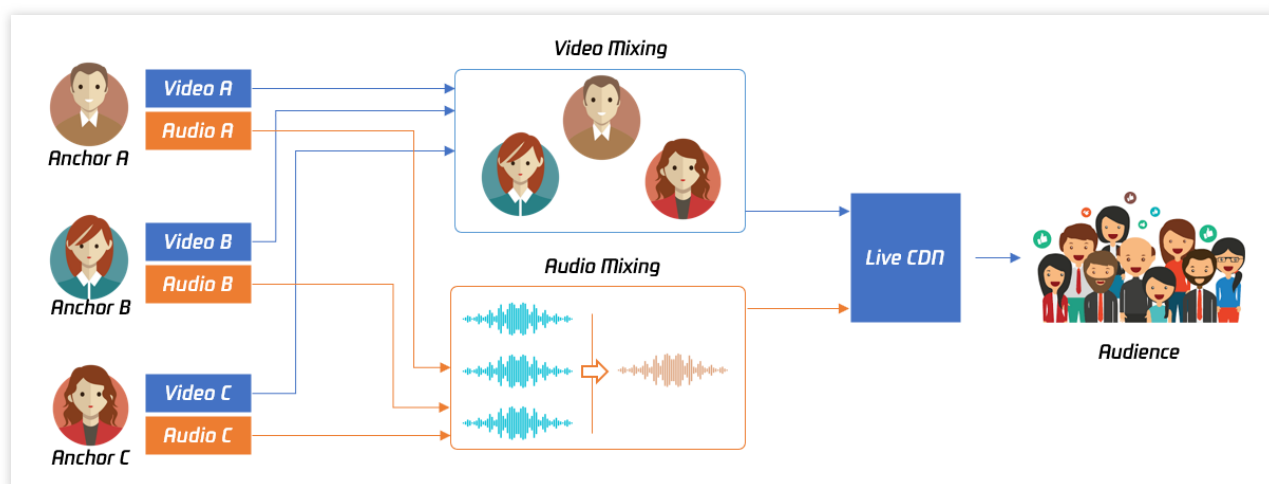 Video Mixing
Video A
Audio A
Anchor A
Video B
Audio B
Anchor B
Audio Mixing
Live CDN
Audience
Video C
Audio C
Anchor C